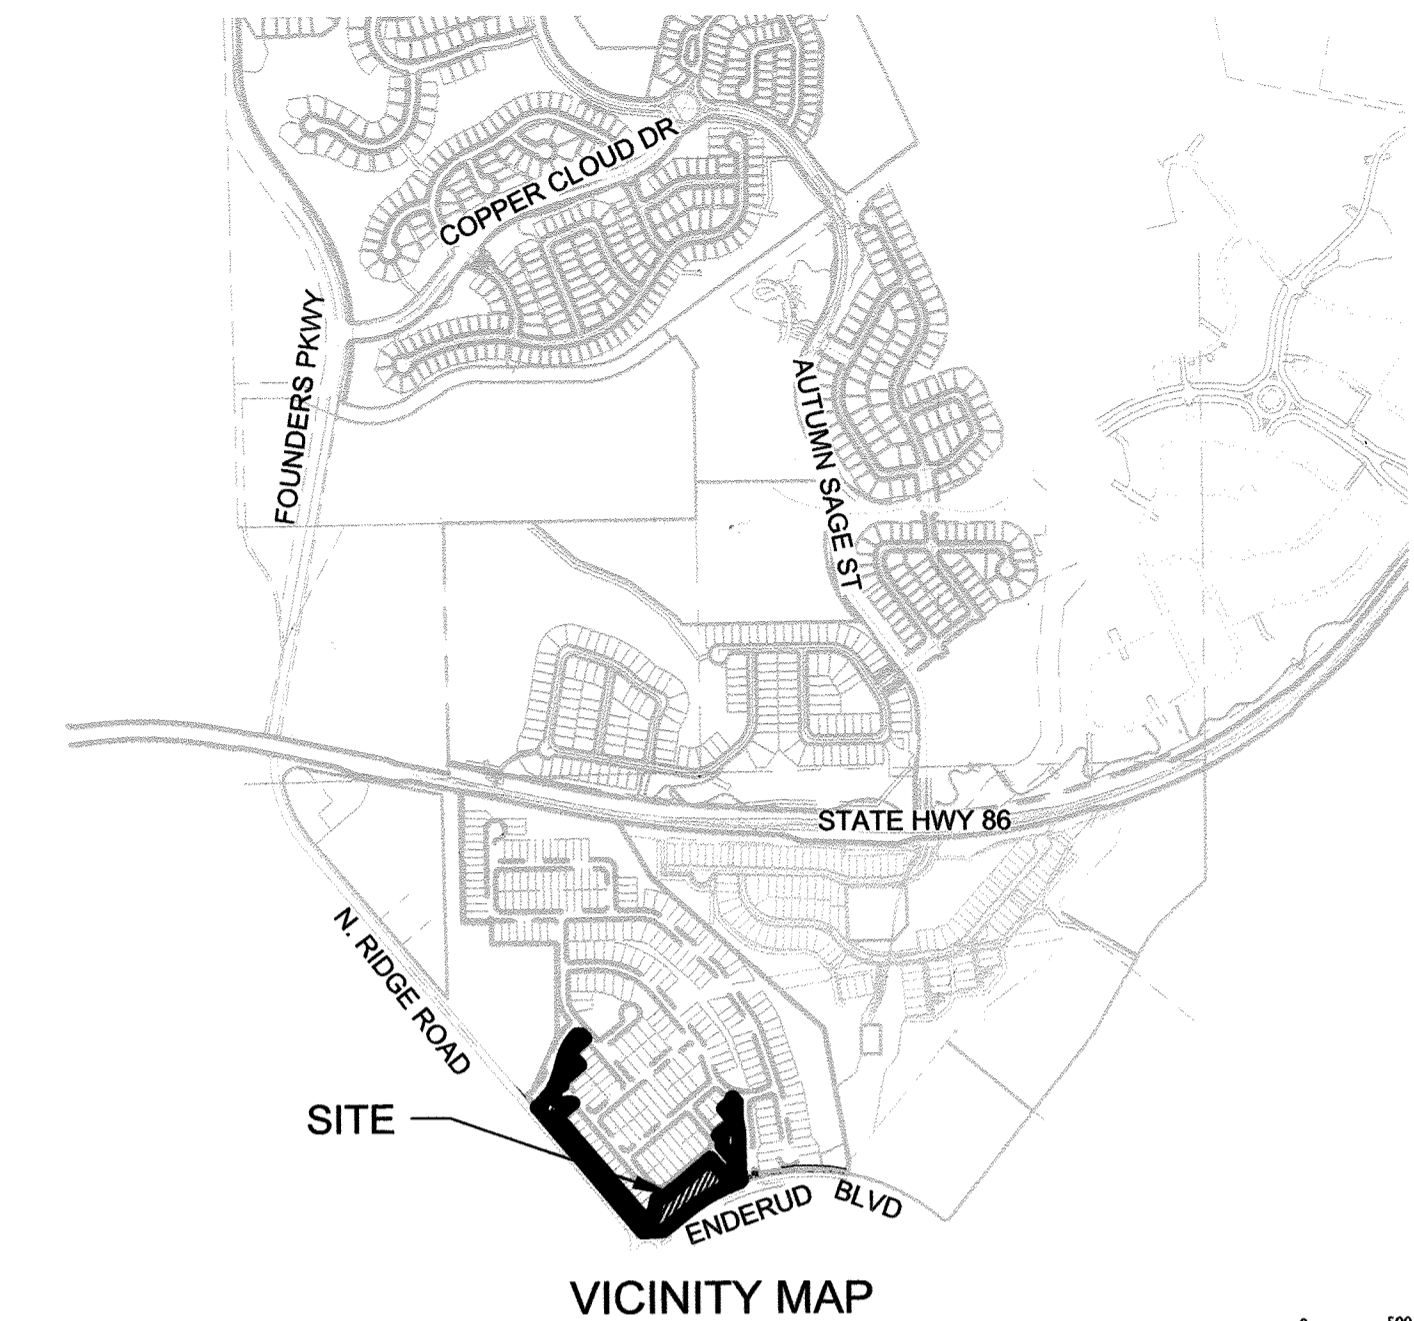 COPPER CLOUD DR
FOUNDERS PKWY
AUTUMN SAGE ST
STATE HWY 86
N. RIDGE ROAD
SITE
ENDERUD BLVD
VICINITY MAP